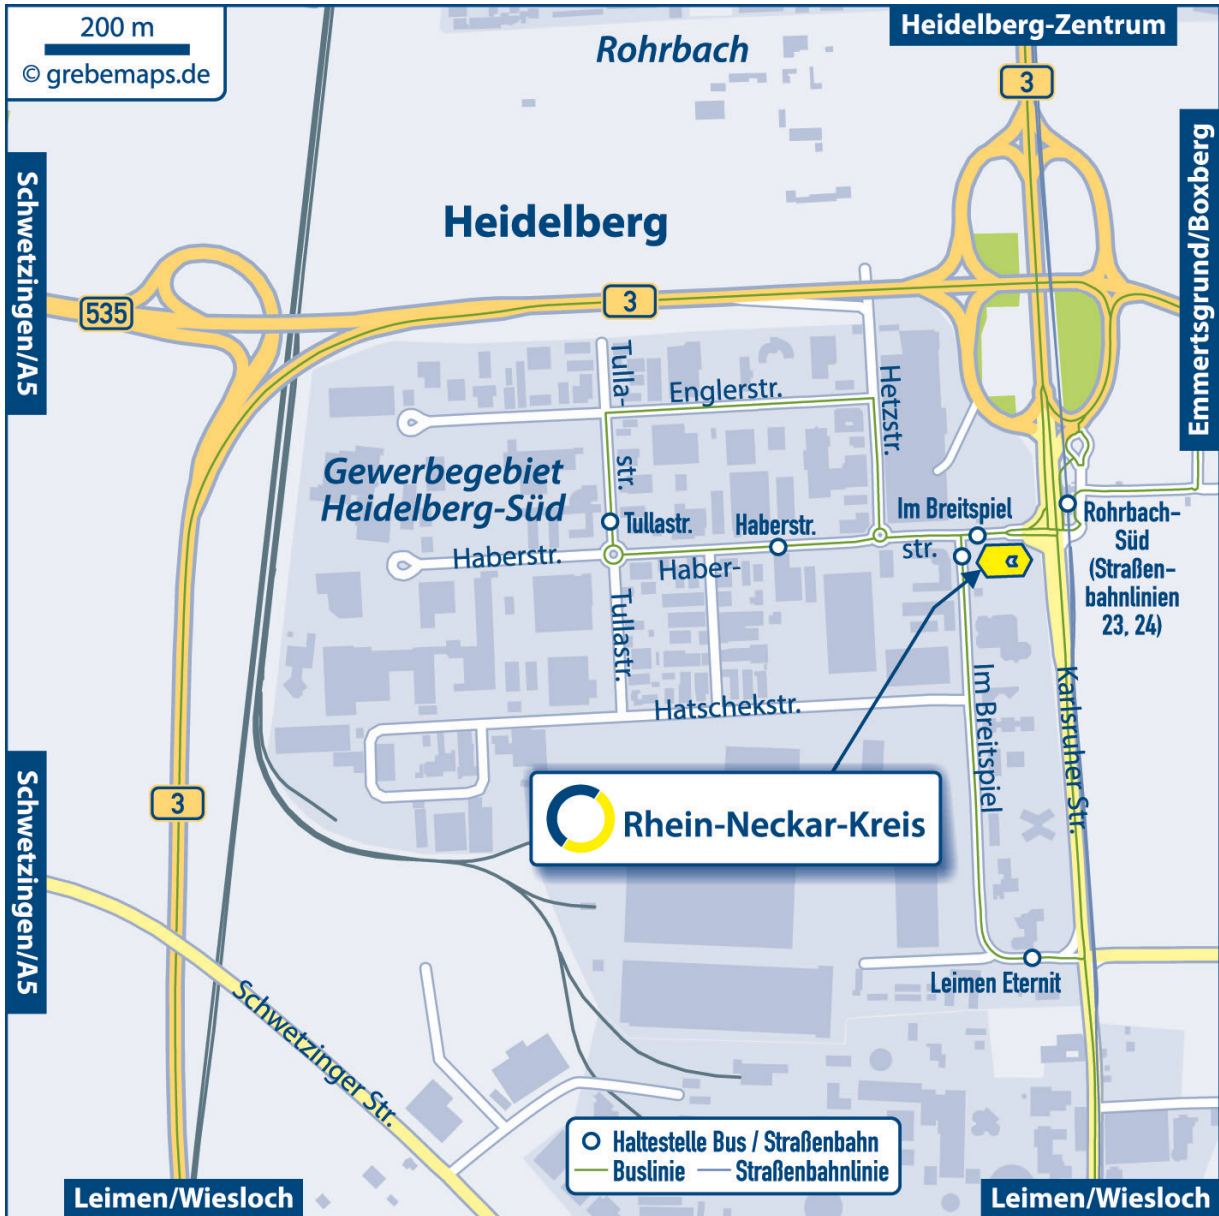 200 m
© grebemaps.de
Rohrbach
Heidelberg-Zentrum
3
Schwetzingen/A5
Emmertsgrund/Boxberg
Heidelberg
535
3
Tulla-
str.
Englerstr.
Hetzstr.
Gewerbegebiet
Heidelberg-Süd
Tullastr.
Haberstr.
Im Breitspiel
Rohrbach-
Süd
(Straßen-
bahnlinien
23, 24)
Haberstr.
Haber-
str.
Tullastr.
Hatschekstr.
Im Breitspiel
Karlsruher Str.
Schwetzingen/A5
3
Rhein-Neckar-Kreis
Leimen Eternit
Schwetzinger Str.
Haltestelle Bus / Straßenbahn
Buslinie
Straßenbahnlinie
Leimen/Wiesloch
Leimen/Wiesloch